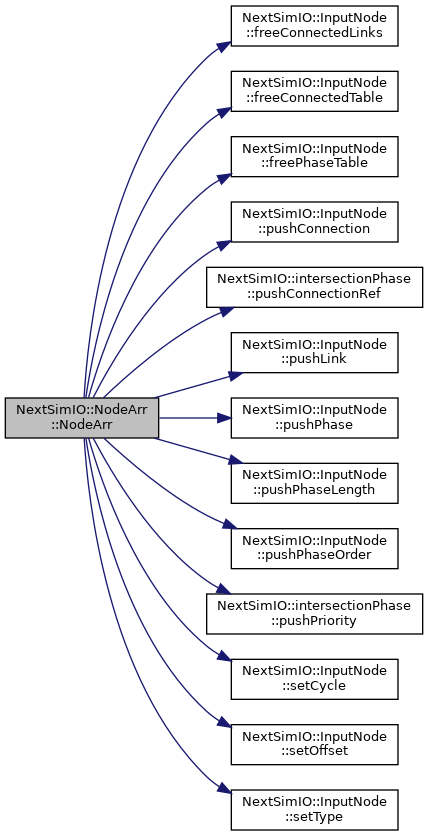 NextSimIO::InputNode
::freeConnectedLinks
NextSimIO::InputNode
::freeConnectedTable
NextSimIO::InputNode
::freePhaseTable
NextSimIO::InputNode
::pushConnection
NextSimIO::intersectionPhase
::pushConnectionRef
NextSimIO::InputNode
::pushLink
NextSimIO::NodeArr
::NodeArr
NextSimIO::InputNode
::pushPhase
NextSimIO::InputNode
::pushPhaseLength
NextSimIO::InputNode
::pushPhaseOrder
NextSimIO::intersectionPhase
::pushPriority
NextSimIO::InputNode
::setCycle
NextSimIO::InputNode
::setOffset
NextSimIO::InputNode
::setType